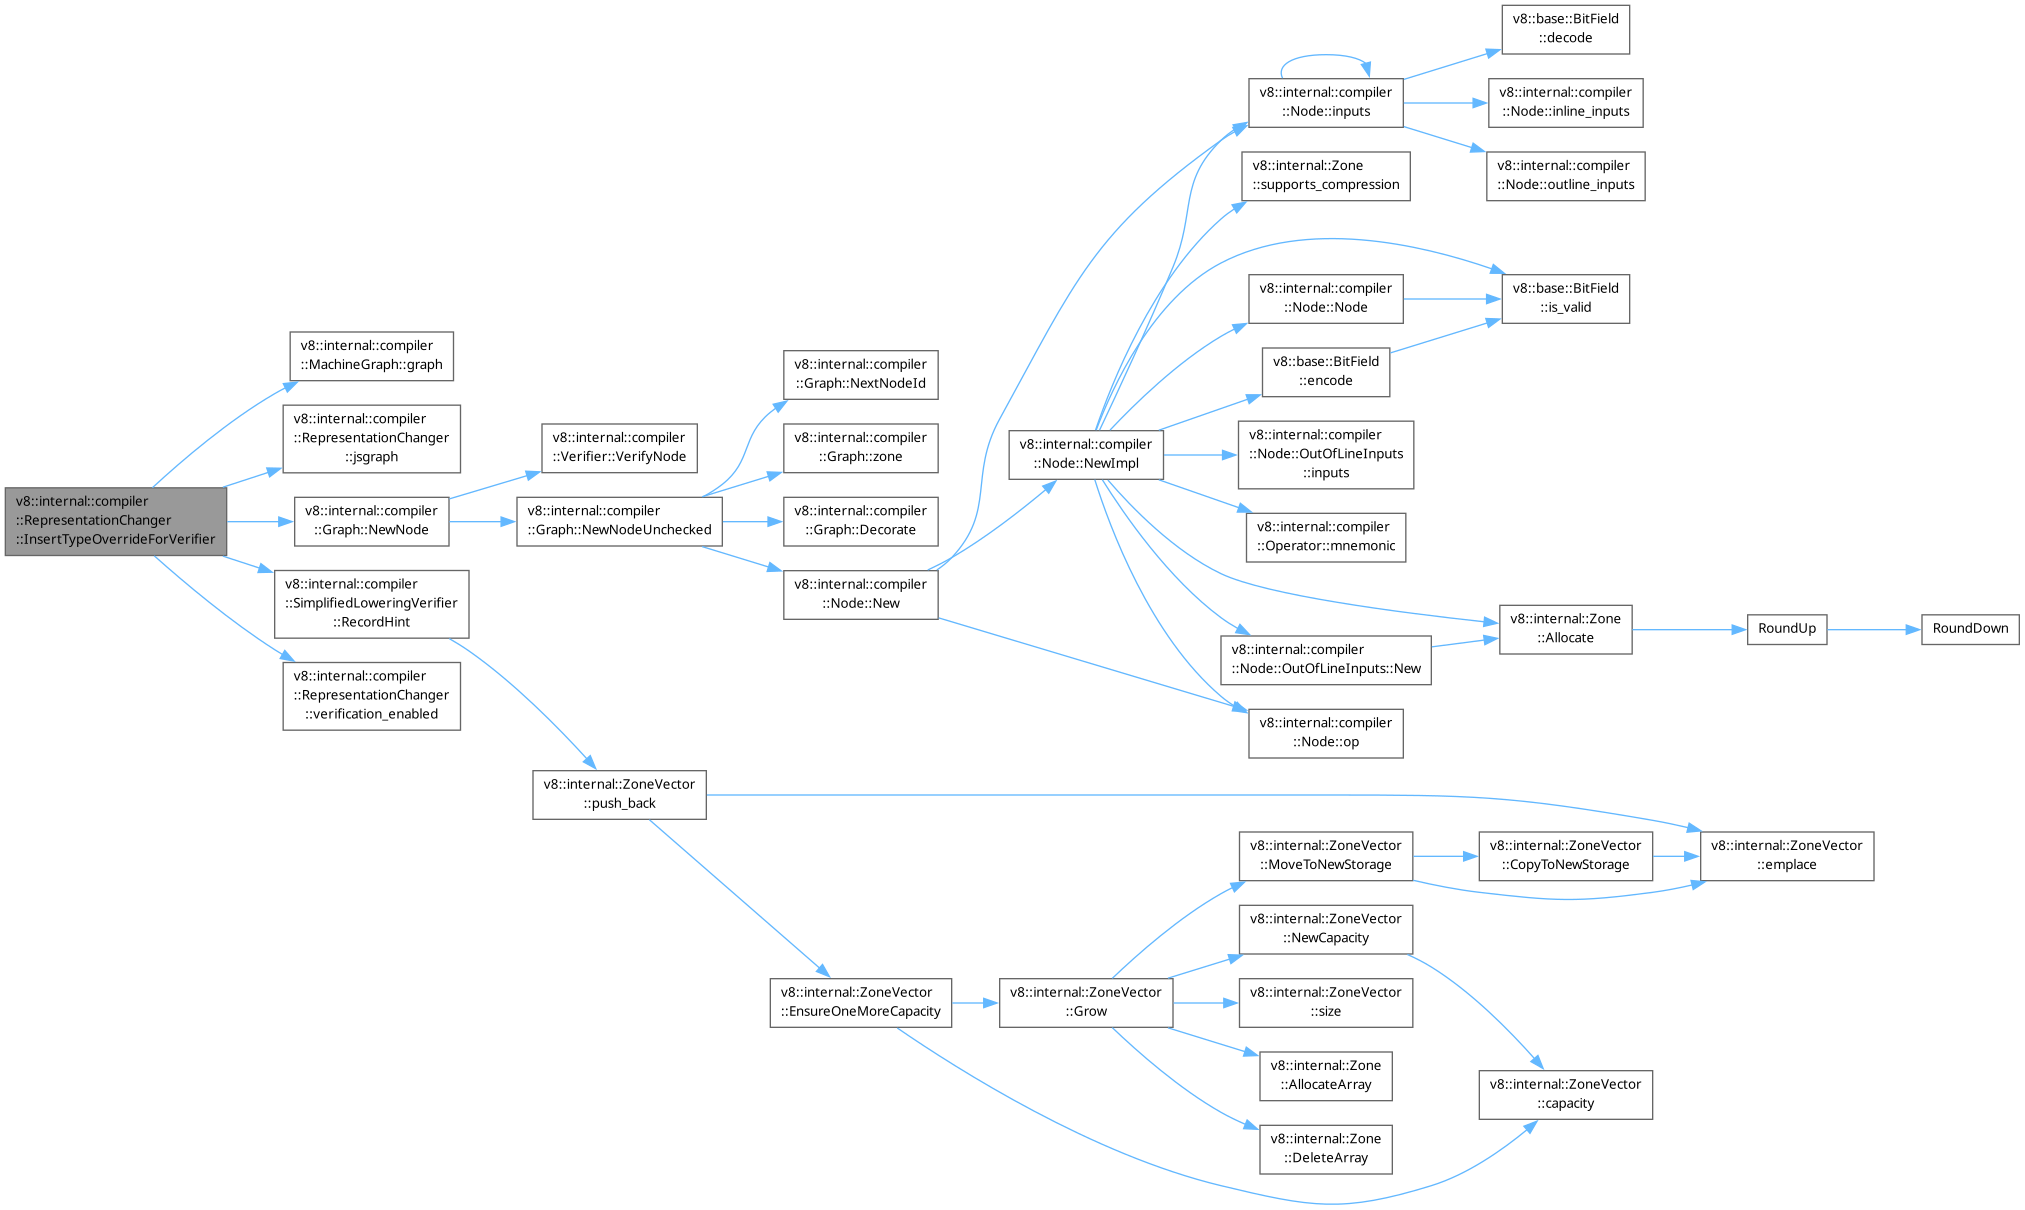 v8::internal::compiler
::RepresentationChanger
::InsertTypeOverrideForVerifier
v8::internal::compiler
::MachineGraph::graph
v8::internal::compiler
::RepresentationChanger
::jsgraph
v8::internal::compiler
::Graph::NewNode
v8::internal::compiler
::SimplifiedLoweringVerifier
::RecordHint
v8::internal::compiler
::RepresentationChanger
::verification_enabled
v8::internal::compiler
::Verifier::VerifyNode
v8::internal::compiler
::Graph::NewNodeUnchecked
v8::internal::ZoneVector
::push_back
v8::internal::compiler
::Graph::NextNodeId
v8::internal::compiler
::Graph::zone
v8::internal::compiler
::Graph::Decorate
v8::internal::compiler
::Node::New
v8::internal::ZoneVector
::EnsureOneMoreCapacity
v8::internal::compiler
::Node::NewImpl
v8::internal::ZoneVector
::Grow
v8::internal::compiler
::Node::inputs
v8::internal::Zone
::supports_compression
v8::internal::compiler
::Node::Node
v8::base::BitField
::encode
v8::internal::compiler
::Node::OutOfLineInputs
::inputs
v8::internal::compiler
::Operator::mnemonic
v8::internal::compiler
::Node::OutOfLineInputs::New
v8::internal::compiler
::Node::op
v8::internal::ZoneVector
::MoveToNewStorage
v8::internal::ZoneVector
::NewCapacity
v8::internal::ZoneVector
::size
v8::internal::Zone
::AllocateArray
v8::internal::Zone
::DeleteArray
v8::base::BitField
::decode
v8::internal::compiler
::Node::inline_inputs
v8::internal::compiler
::Node::outline_inputs
v8::base::BitField
::is_valid
v8::internal::Zone
::Allocate
v8::internal::ZoneVector
::CopyToNewStorage
v8::internal::ZoneVector
::capacity
RoundUp
RoundDown
v8::internal::ZoneVector
::emplace